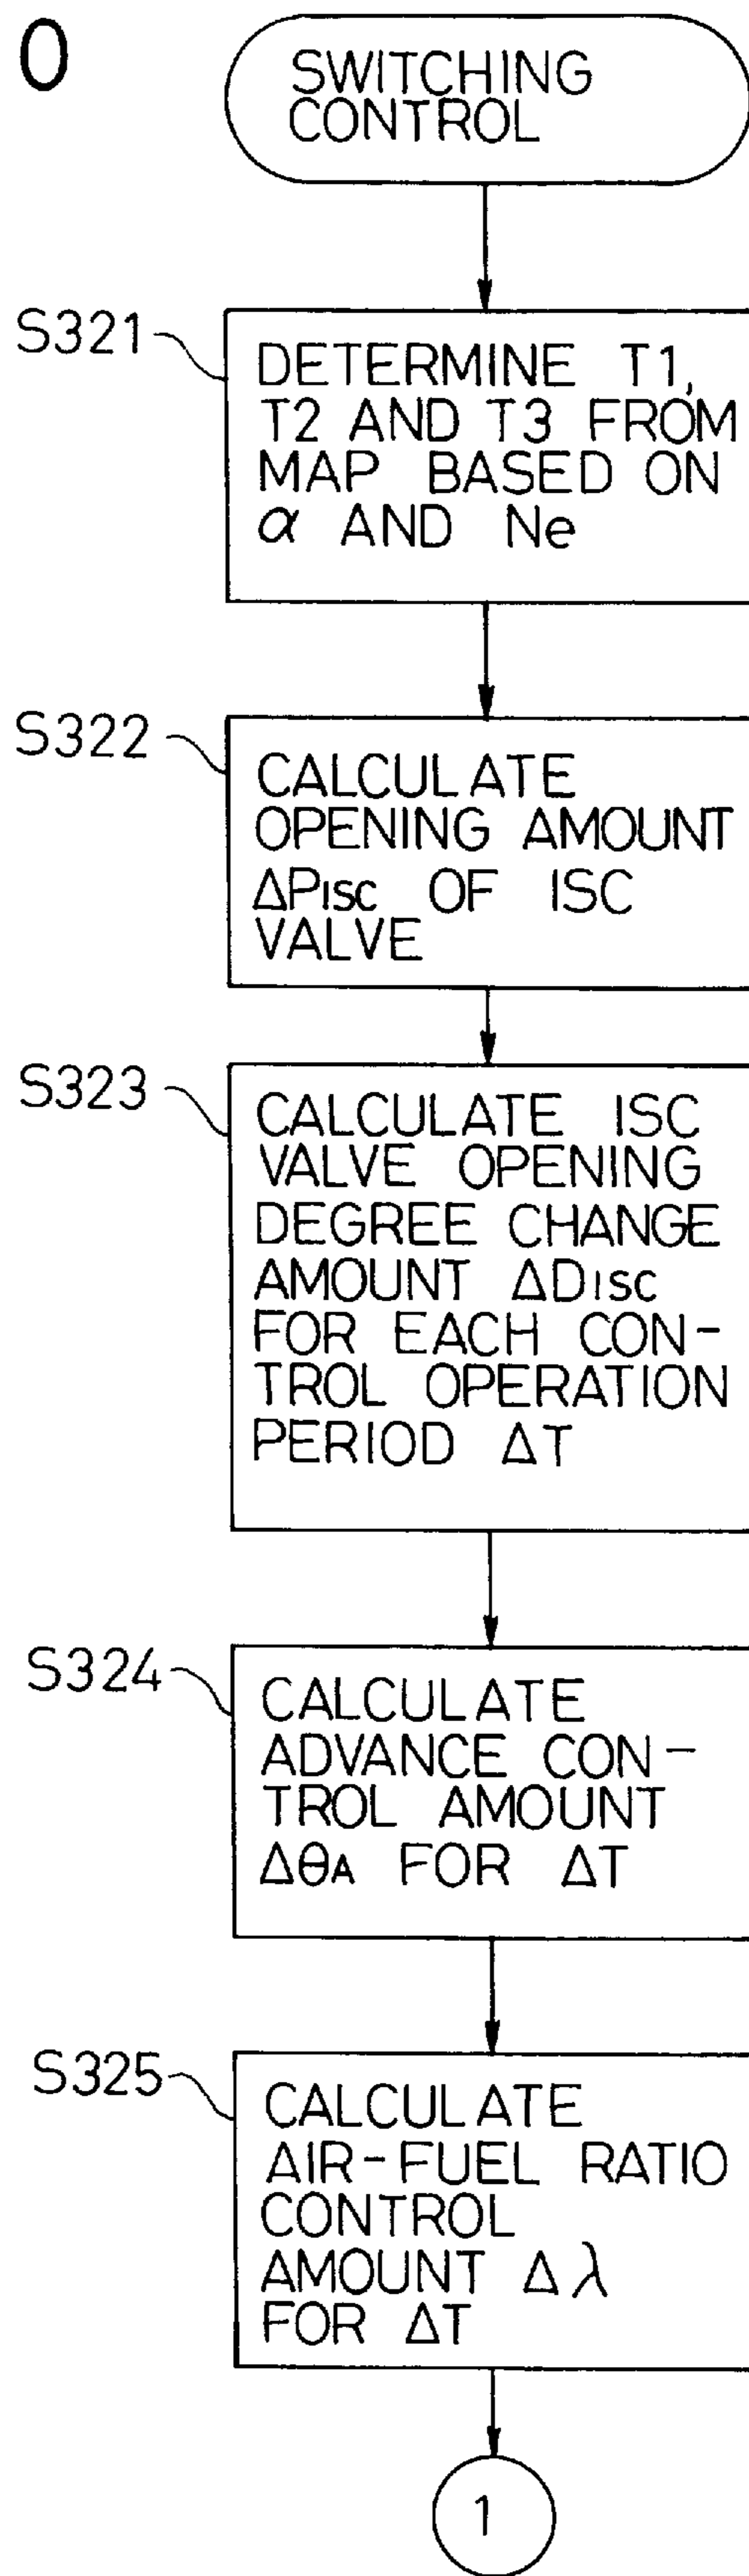 0
SWITCHING
CONTROL
S321
DETERMINE T1,
T2 AND T3 FROM
MAP BASED ON
α AND Ne
S322
CALCULATE
OPENING AMOUNT
ΔPISC OF ISC
VALVE
S323
CALCULATE ISC
VALVE OPENING
DEGREE CHANGE
AMOUNT ΔDISC
FOR EACH CON-
TROL OPERATION
PERIOD ΔT
S324
CALCULATE
ADVANCE CON-
TROL AMOUNT
ΔθA FOR ΔT
S325
CALCULATE
AIR-FUEL RATIO
CONTROL
AMOUNT Δλ
FOR ΔT
1